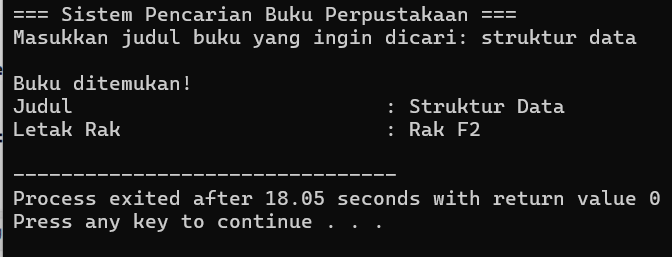 === Sistem Pencarian Buku Perpustakaan ===
Masukkan judul buku yang ingin dicari: struktur data
Buku ditemukan!
Judul : Struktur Data
Letak Rak : Rak F2
--------------------------------
Process exited after 18.05 seconds with return value 0
Press any key to continue . . .